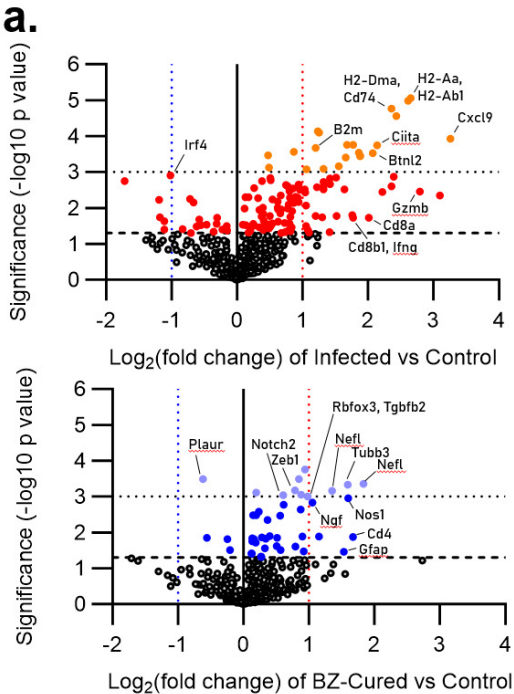 a.
Significance (-log10 p value)
6
5
4
3
2
1
0
H2-Dma,
Cd74
H2-Aa,
H2-Ab1
Cxcl9
B2m
Ciita
Btnl2
Irf4
Gzmb
Cd8a
Cd8b1, Ifng
-2 -1 0 1 2 3 4
Log2(fold change) of Infected vs Control
Significance (-log10 p value)
6
5
4
3
2
1
0
Rbfox3, Tgbfb2
Plaur
Notch2
Zeb1
Nefl
Tubb3
Nefl
Ngf
Nos1
Cd4
Gfap
-2 -1 0 1 2 3 4
Log2(fold change) of BZ-Cured vs Control